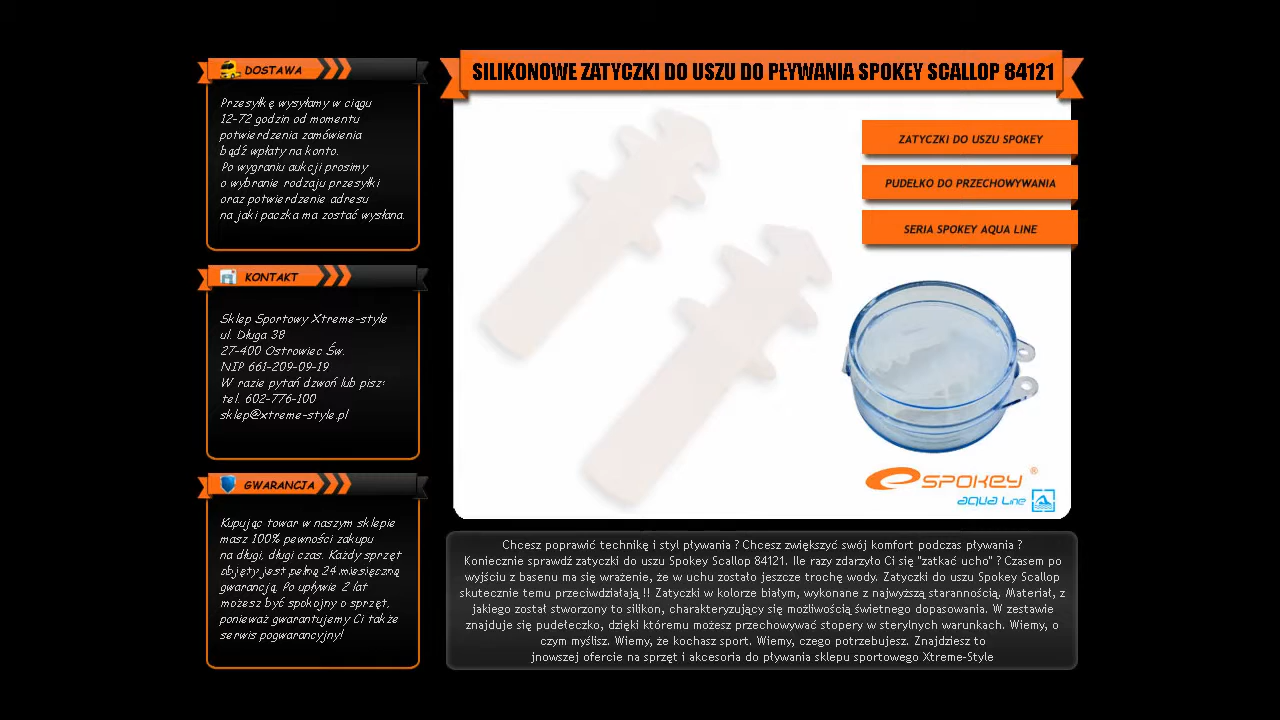 DOSTAWA
Przesyłkę wysyłamy w ciągu
12-72 godzin od momentu
potwierdzenia zamówienia
bądź wpłaty na konto.
Po wygraniu aukcji prosimy
o wybranie rodzaju przesyłki
oraz potwierdzenie adresu
na jaki paczka ma zostać wysłana.
KONTAKT
Sklep Sportowy Xtreme-style
ul. Długa 38
27-400 Ostrowiec Św.
NIP 661-209-09-19
W razie pytań dzwoń lub pisz:
tel. 602-776-100
sklep@xtreme-style.pl
GWARANCJA
Kupując towar w naszym sklepie
masz 100% pewności zakupu
na długi, długi czas. Każdy sprzęt
objęty jest pełną 24 miesięczną
gwarancją. Po upływie 2 lat
możesz być spokojny o sprzęt,
ponieważ gwarantujemy Ci także
serwis pogwarancyjny!
SILIKONOWE ZATYCZKI DO USZU DO PŁYWANIA SPOKEY SCALLOP 84121
ZATYCZKI DO USZU SPOKEY
PUDEŁKO DO PRZECHOWYWANIA
SERIA SPOKEY AQUA LINE
SPOKEY ®
aqua Line
Chcesz poprawić technikę i styl pływania ? Chcesz zwiększyć swój komfort podczas pływania ?
Koniecznie sprawdź zatyczki do uszu Spokey Scallop 84121. Ile razy zdarzyło Ci się "zatkać ucho" ? Czasem po
wyjściu z basenu ma się wrażenie, że w uchu zostało jeszcze trochę wody. Zatyczki do uszu Spokey Scallop
skutecznie temu przeciwdziałają !! Zatyczki w kolorze białym, wykonane z najwyższą starannością. Materiał, z
jakiego został stworzony to silikon, charakteryzujący się możliwością świetnego dopasowania. W zestawie
znajduje się pudełeczko, dzięki któremu możesz przechowywać stopery w sterylnych warunkach. Wiemy, o
czym myślisz. Wiemy, że kochasz sport. Wiemy, czego potrzebujesz. Znajdziesz to
jnowszej ofercie na sprzęt i akcesoria do pływania sklepu sportowego Xtreme-Style